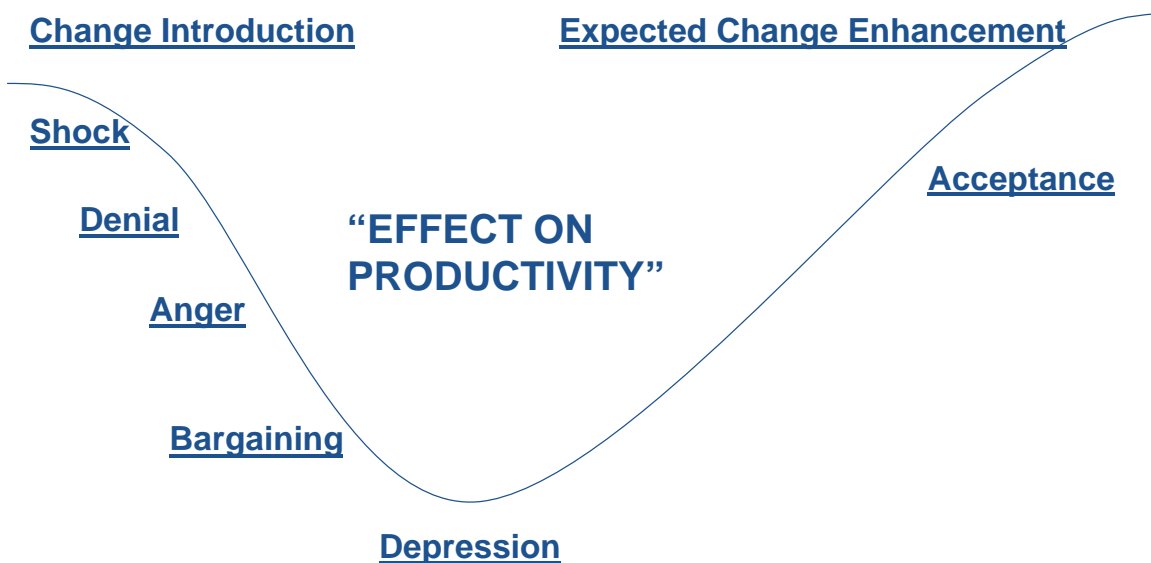 Change Introduction
Expected Change Enhancement
Shock
Acceptance
Denial
“EFFECT ON
PRODUCTIVITY”
Anger
Bargaining
Depression